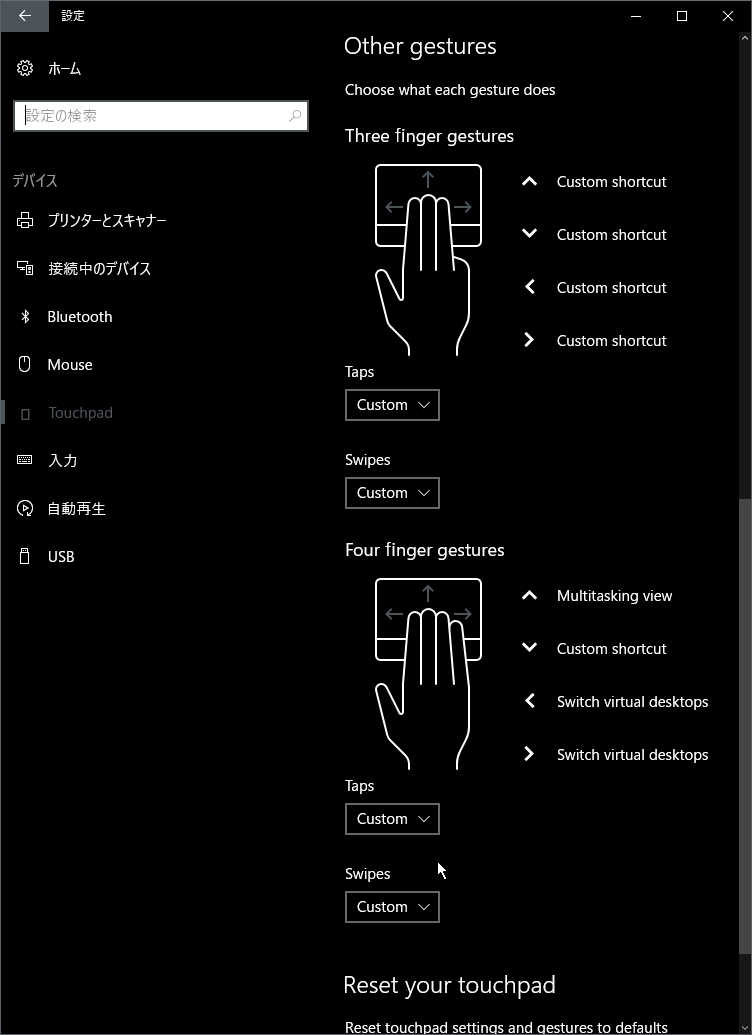 設定
ホーム
設定の検索
デバイス
プリンターとスキャナー
接続中のデバイス
Bluetooth
Mouse
Touchpad
入力
自動再生
USB
Other gestures
Choose what each gesture does
Three finger gestures
Custom shortcut
Custom shortcut
Custom shortcut
Custom shortcut
Taps
Custom
Swipes
Custom
Four finger gestures
Multitasking view
Custom shortcut
Switch virtual desktops
Switch virtual desktops
Taps
Custom
Swipes
Custom
Reset your touchpad
Reset touchpad settings and gestures to defaults